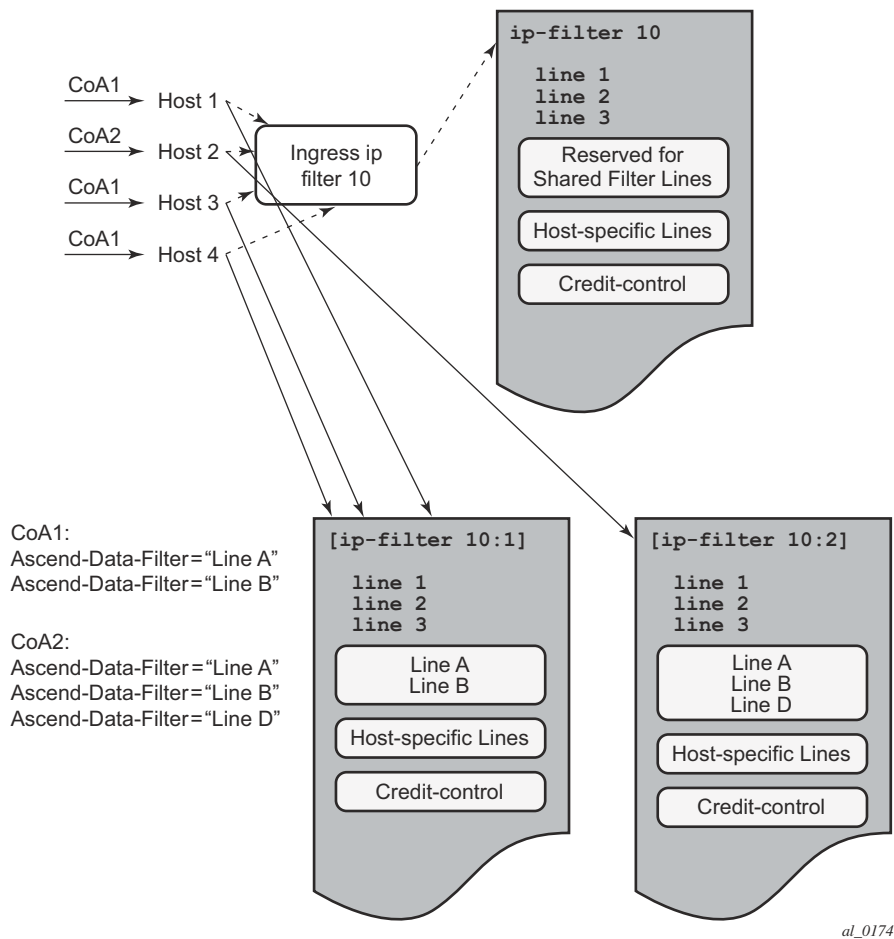 ip-filter 10
line 1
line 2
line 3
Reserved for
Shared Filter Lines
Host-specific Lines
Credit-control
CoA1
Host 1
CoA2
Host 2
CoA1
Host 3
CoA1
Host 4
Ingress ip
filter 10
CoA1:
Ascend-Data-Filter=“Line A”
Ascend-Data-Filter=“Line B”
CoA2:
Ascend-Data-Filter=“Line A”
Ascend-Data-Filter=“Line B”
Ascend-Data-Filter=“Line D”
[ip-filter 10:1]
line 1
line 2
line 3
Line A
Line B
Host-specific Lines
Credit-control
[ip-filter 10:2]
line 1
line 2
line 3
Line A
Line B
Line D
Host-specific Lines
Credit-control
al_0174